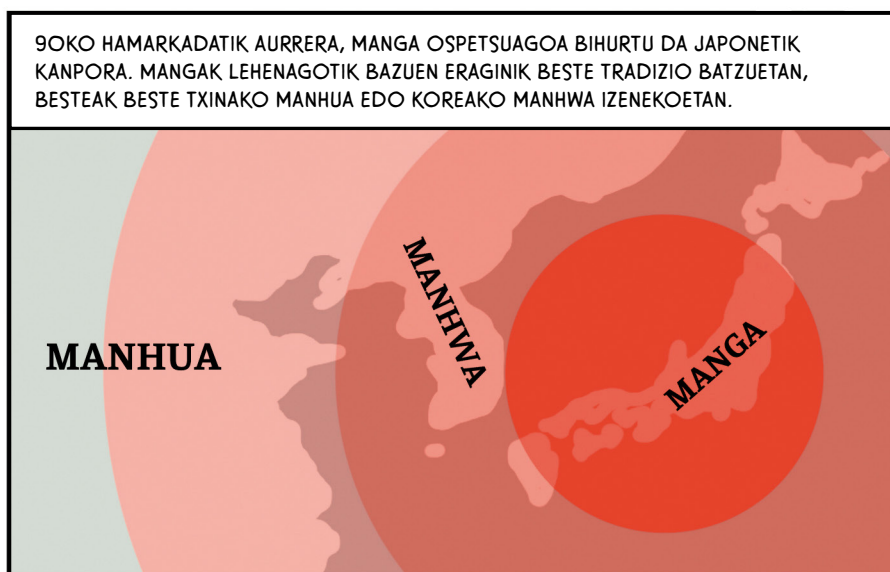 90KO HAMARKADATIK AURRERA, MANGA OSPETSUAGOA BIHURTU DA JAPONETIK
KANPORA. MANGAK LEHENAGOTIK BAZUEN ERAGINIK BESTE TRADIZIO BATZUETAN,
BESTEAK BESTE TXINAKO MANHUA EDO KOREAKO MANHWA IZENEKOETAN.
MANHUA
MANHWA
MANGA